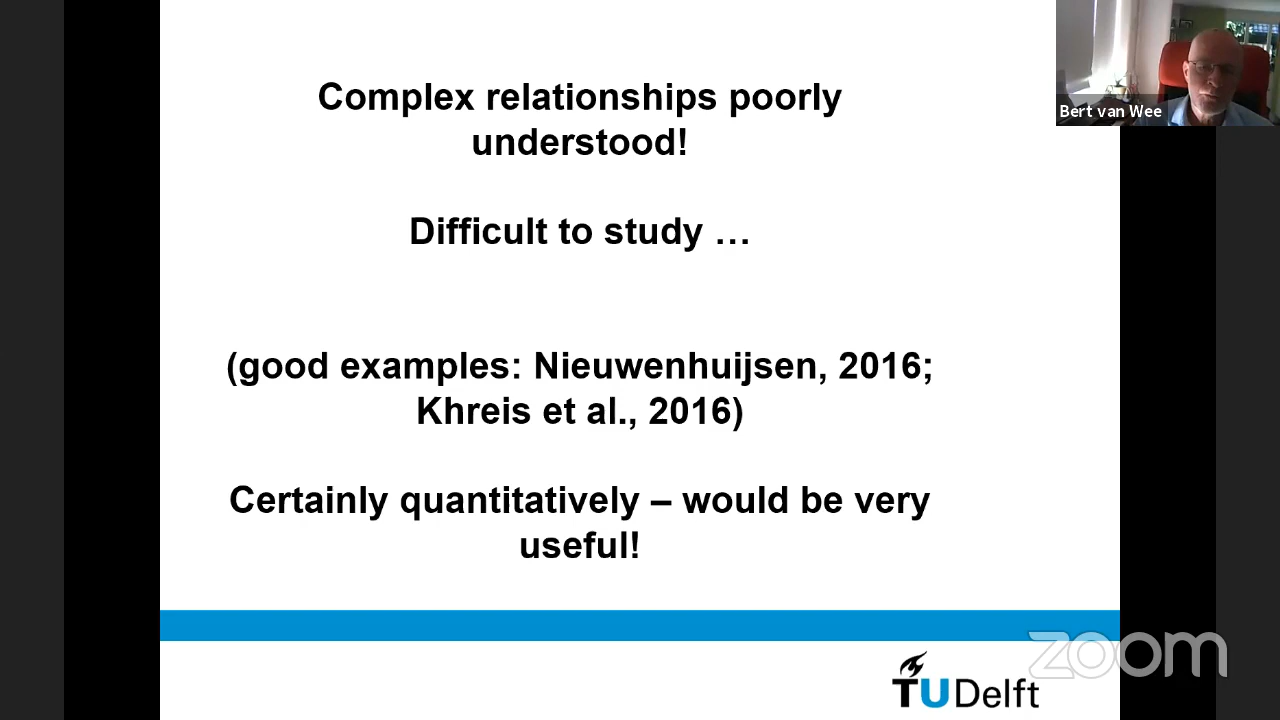 Complex relationships poorly
understood!
Difficult to study …
(good examples: Nieuwenhuijsen, 2016;
Khreis et al., 2016)
Certainly quantitatively – would be very
useful!
Bert van Wee
zoom
TUDelft